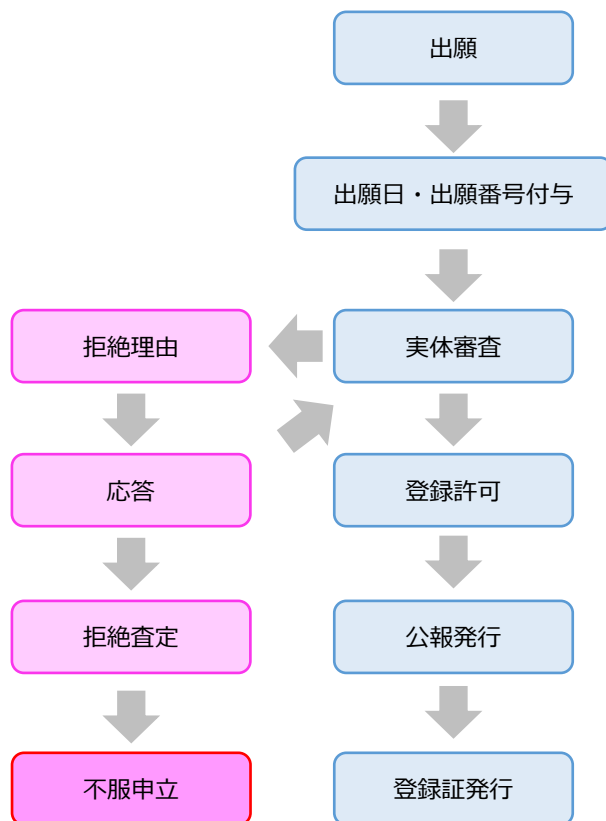 出願
出願日・出願番号付与
拒絶理由
実体審査
応答
登録許可
拒絶査定
公報発行
不服申立
登録証発行